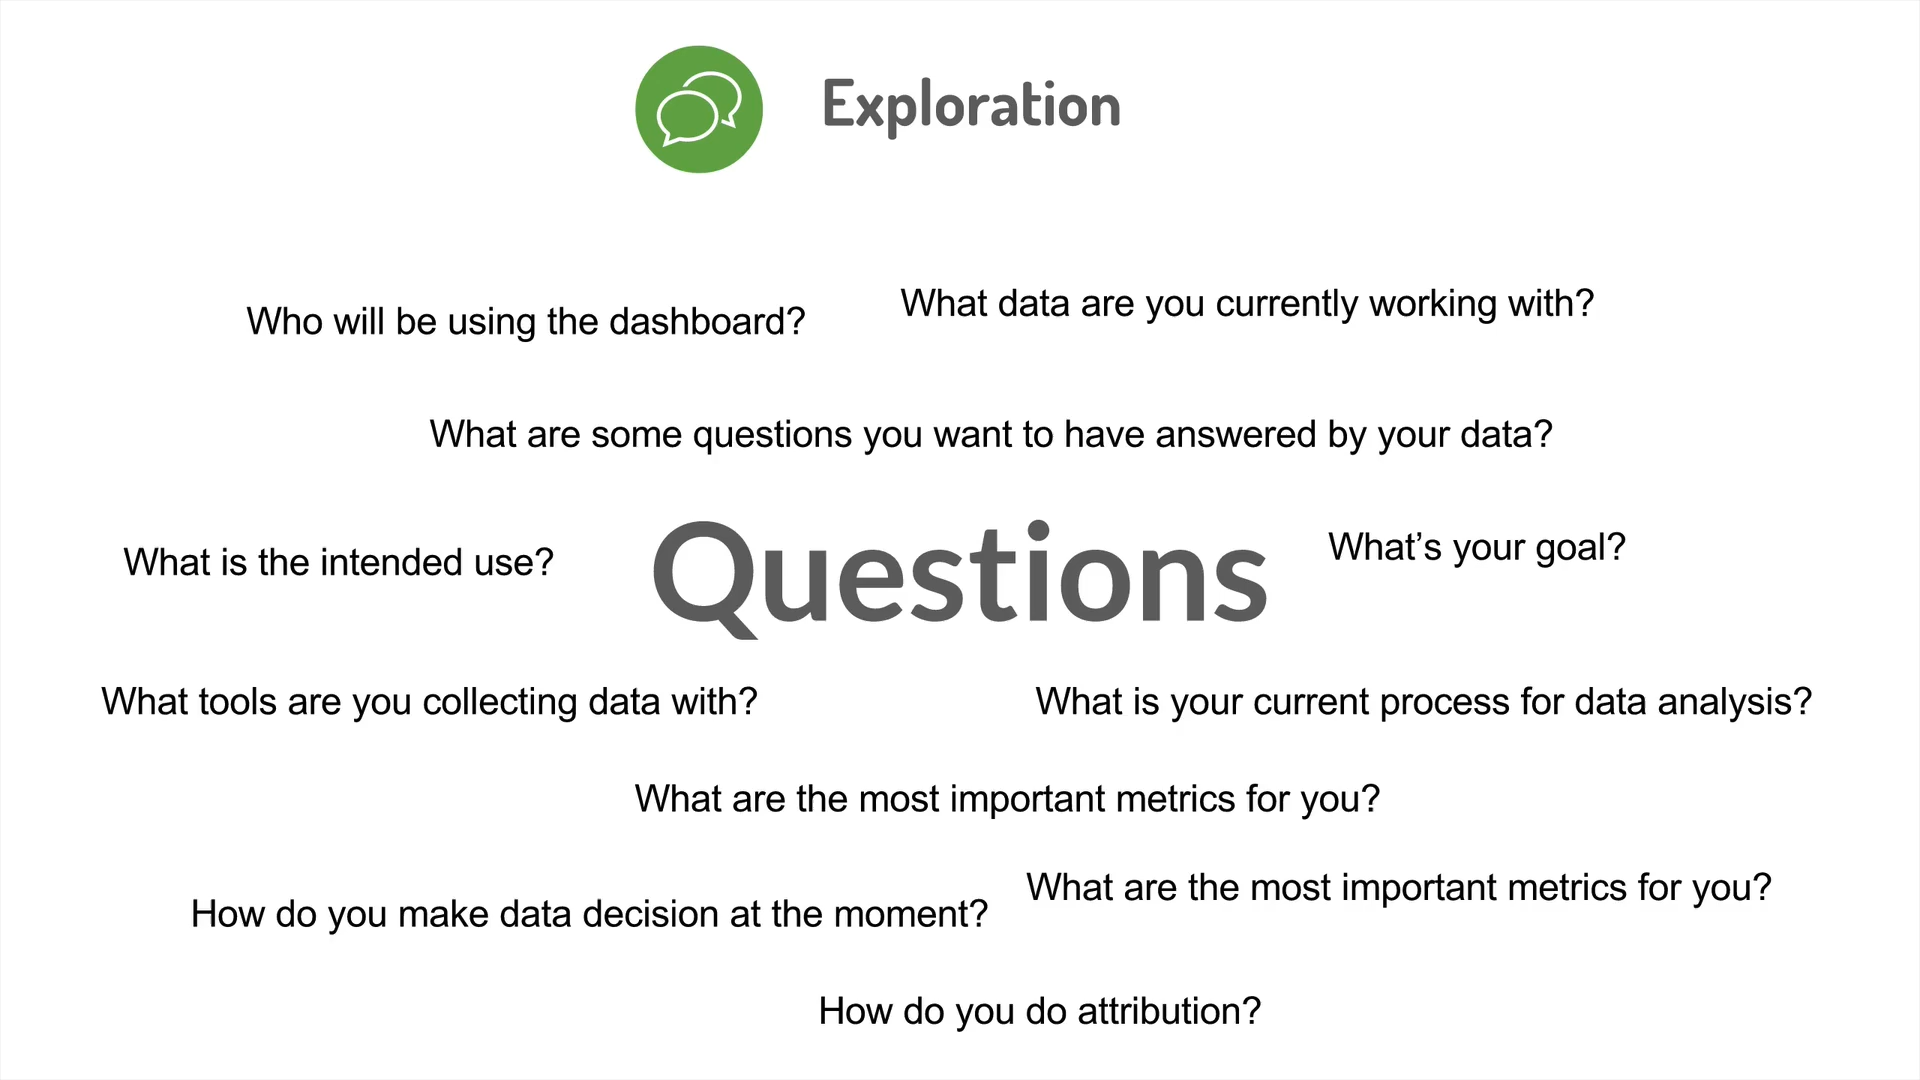 Exploration
Who will be using the dashboard?
What data are you currently working with?
What are some questions you want to have answered by your data?
What is the intended use?
Questions
What’s your goal?
What tools are you collecting data with?
What is your current process for data analysis?
What are the most important metrics for you?
How do you make data decision at the moment?
What are the most important metrics for you?
How do you do attribution?